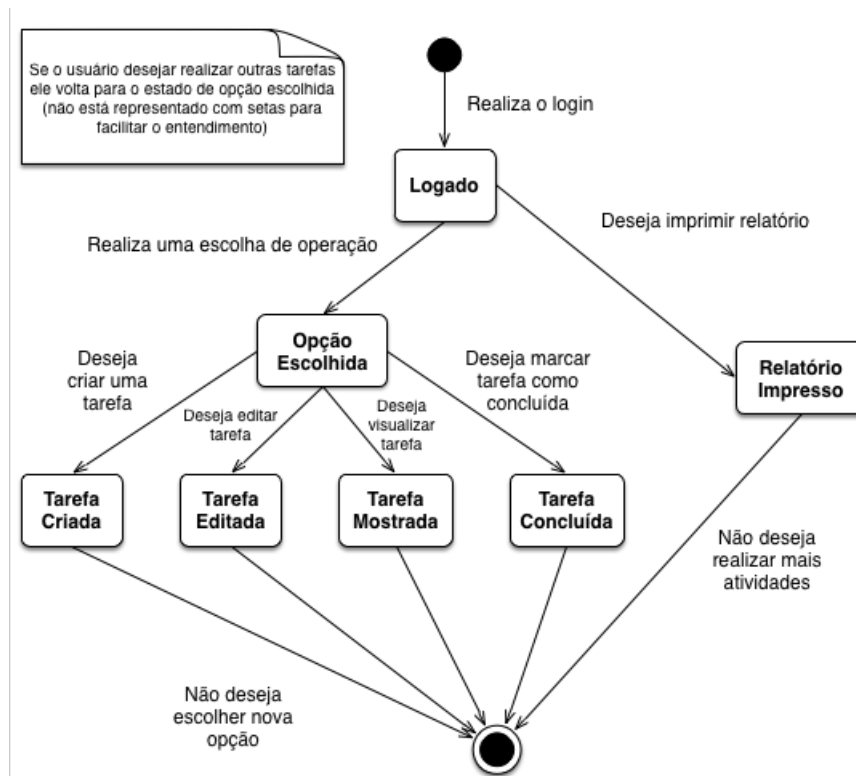 Se o usuário desejar realizar outras tarefas
ele volta para o estado de opção escolhida
(não está representado com setas para
facilitar o entendimento)
Realiza o login
Logado
Deseja imprimir relatório
Realiza uma escolha de operação
Opção
Escolhida
Deseja
criar uma
tarefa
Deseja editar
tarefa
Deseja
visualizar
tarefa
Deseja marcar
tarefa como
concluída
Relatório
Impresso
Tarefa
Criada
Tarefa
Editada
Tarefa
Mostrada
Tarefa
Concluída
Não deseja
realizar mais
atividades
Não deseja
escolher nova
opção